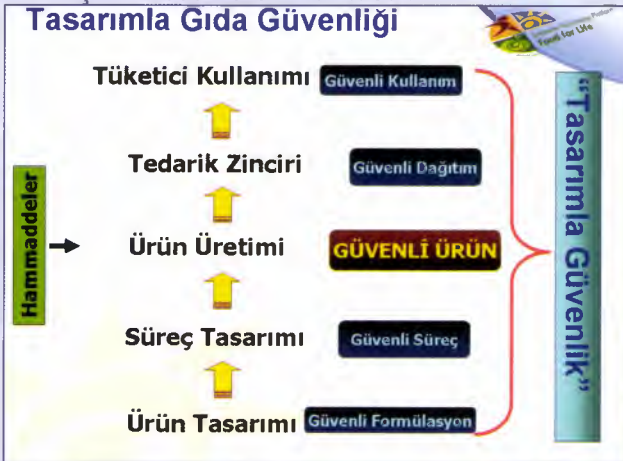 Tasarımla Gıda Güvenliği
Food for Life
Tüketici Kullanımı
Güvenli Kullanım
Tedarik Zinciri
Güvenli Dağıtım
Hammaddeler
Ürün Üretimi
GÜVENLİ ÜRÜN
Süreç Tasarımı
Güvenli Süreç
Ürün Tasarımı
Güvenli Formülasyon
"Tasarımla Güvenlik"